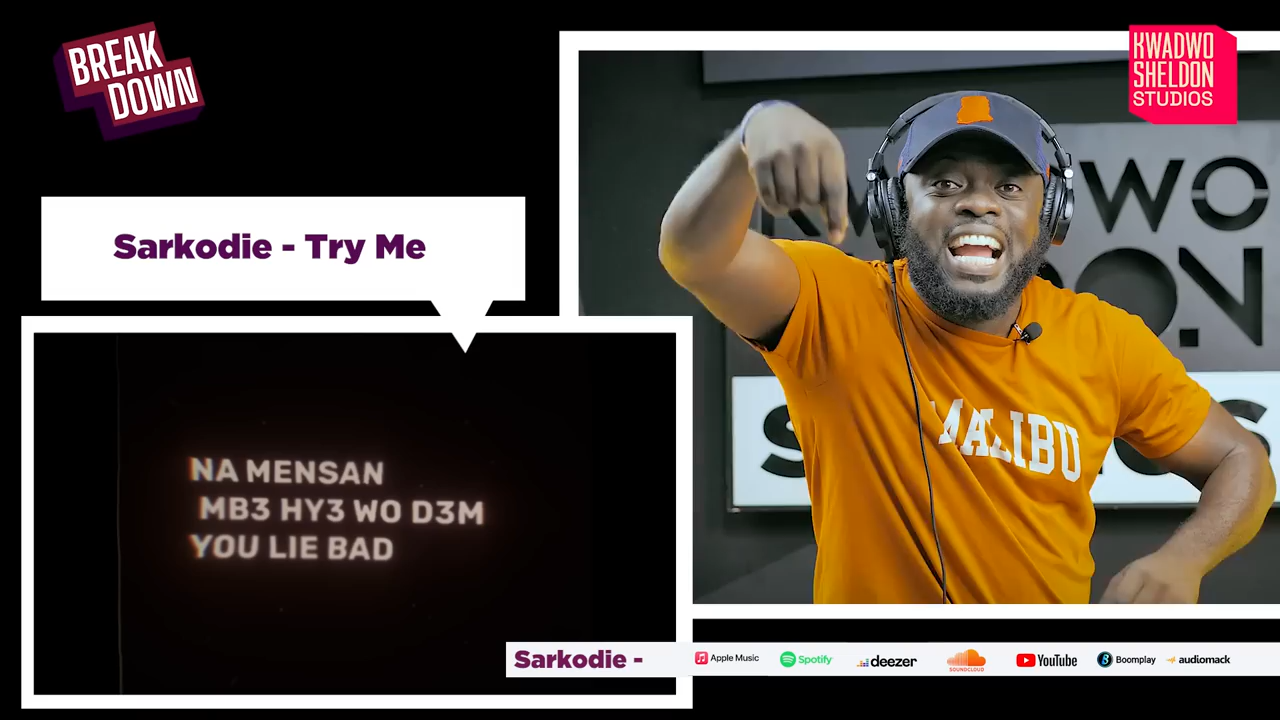 BREAK
DOWN
KWADWO
SHELDON
STUDIOS
Sarkodie - Try Me
MALIBU
NA MENSAN
MB3 HY3 WO D3M
YOU LIE BAD
Sarkodie -
Apple Music
Spotify
deezer
SOUNDCLOUD
YouTube
Boomplay
audiomack